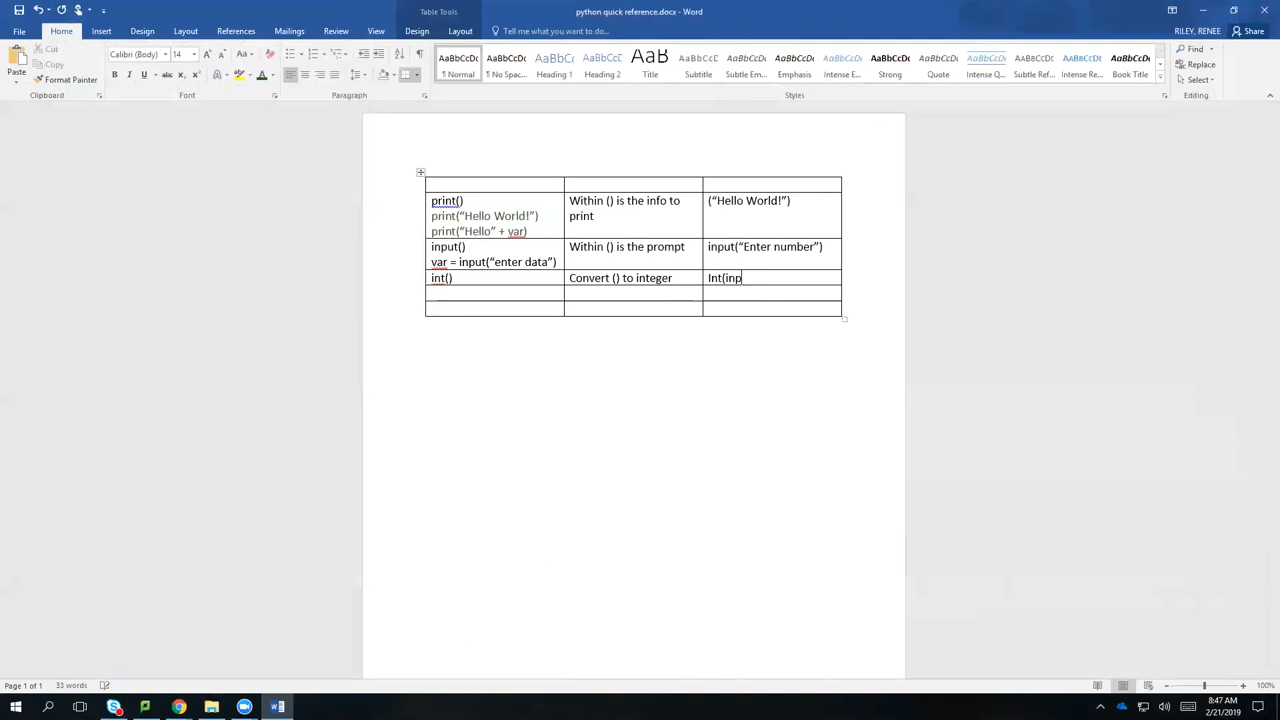 Table Tools
python quick reference.docx - Word
RILEY, RENEE
Share
File Home Insert Design Layout References Mailings Review View Design Layout Tell me what you want to do...
Paste
Cut
Copy
Format Painter
Clipboard
Calibri (Body) 14
Font
Paragraph
AaBbCcDc AaBbCcDc AaBbC AaBbCc AaB AaBbCcD AaBbCcDc AaBbCcDc AaBbCcDc AaBbCcDc AaBbCcDc AaBbCcDc AaBbCcDc AaBbCcDc AaBbCcDc
¶ Normal ¶ No Spac... Heading 1 Heading 2 Title Subtitle Subtle Em... Emphasis Intense E... Strong Quote Intense Q... Subtle Ref... Intense Re... Book Title
Styles
Find
Replace
Select
Editing
print()
print(“Hello World!”)
print(“Hello” + var)
Within () is the info to
print
(“Hello World!”)
input()
var = input(“enter data”)
Within () is the prompt
input(“Enter number”)
int()
Convert () to integer
Int(inp
Page 1 of 1 33 words
100%
8:47 AM
2/21/2019